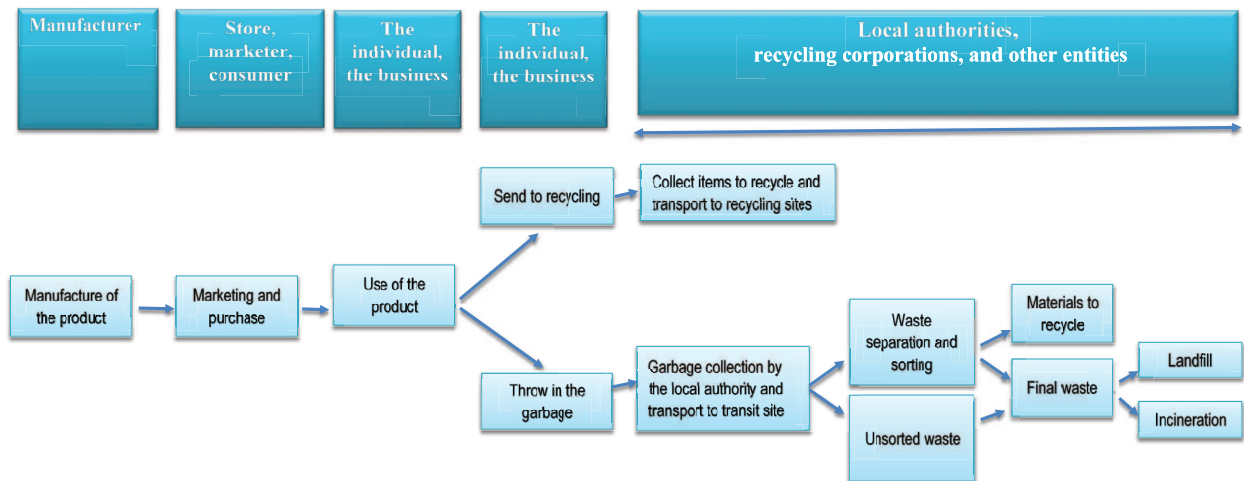 Manufacturer
Store,
marketer,
consumer
The
individual,
the business
The
individual,
the business
Local authorities,
recycling corporations, and other entities
Send to recycling
Collect items to recycle and
transport to recycling sites
Manufacture of
the product
Marketing and
purchase
Use of the
product
Throw in the
garbage
Garbage collection by
the local authority and
transport to transit site
Waste
separation and
sorting
Unsorted waste
Materials to
recycle
Final waste
Landfill
Incineration